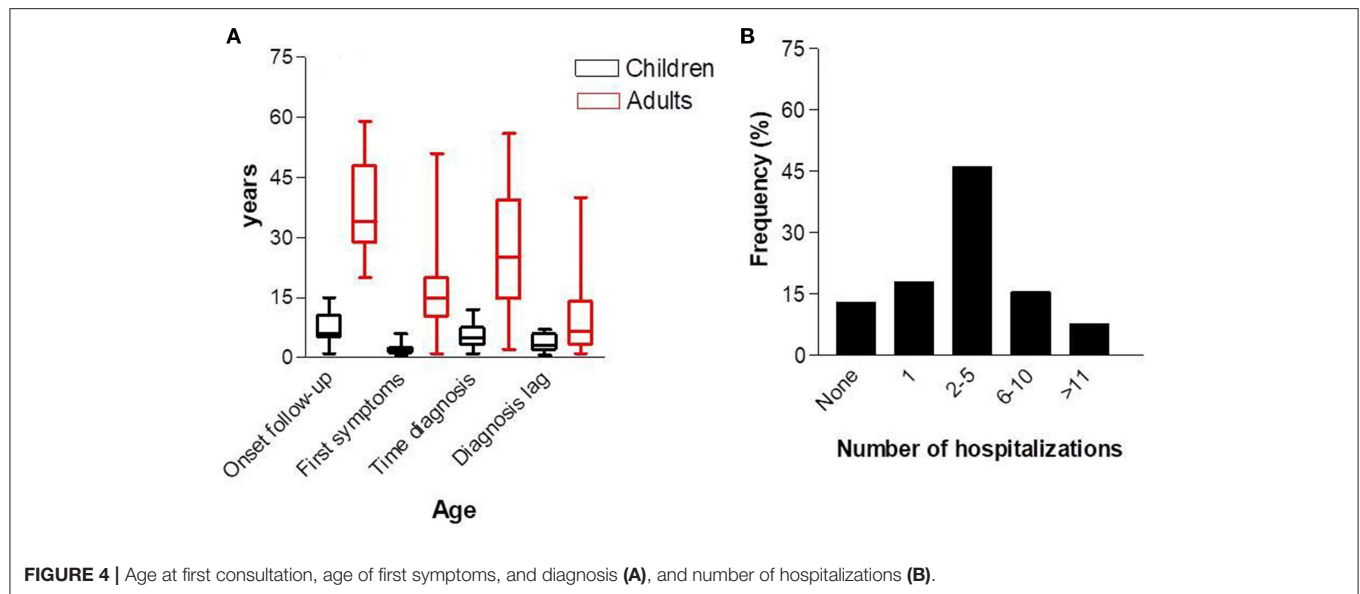 A
75
60
45
30
15
0
years
Children
Adults
Onset follow-up
First symptoms
Time diagnosis
Diagnosis lag
Age
B
75
60
45
30
15
0
Frequency (%)
None
1
2-5
6-10
>11
Number of hospitalizations
FIGURE 4 | Age at first consultation, age of first symptoms, and diagnosis (A), and number of hospitalizations (B).